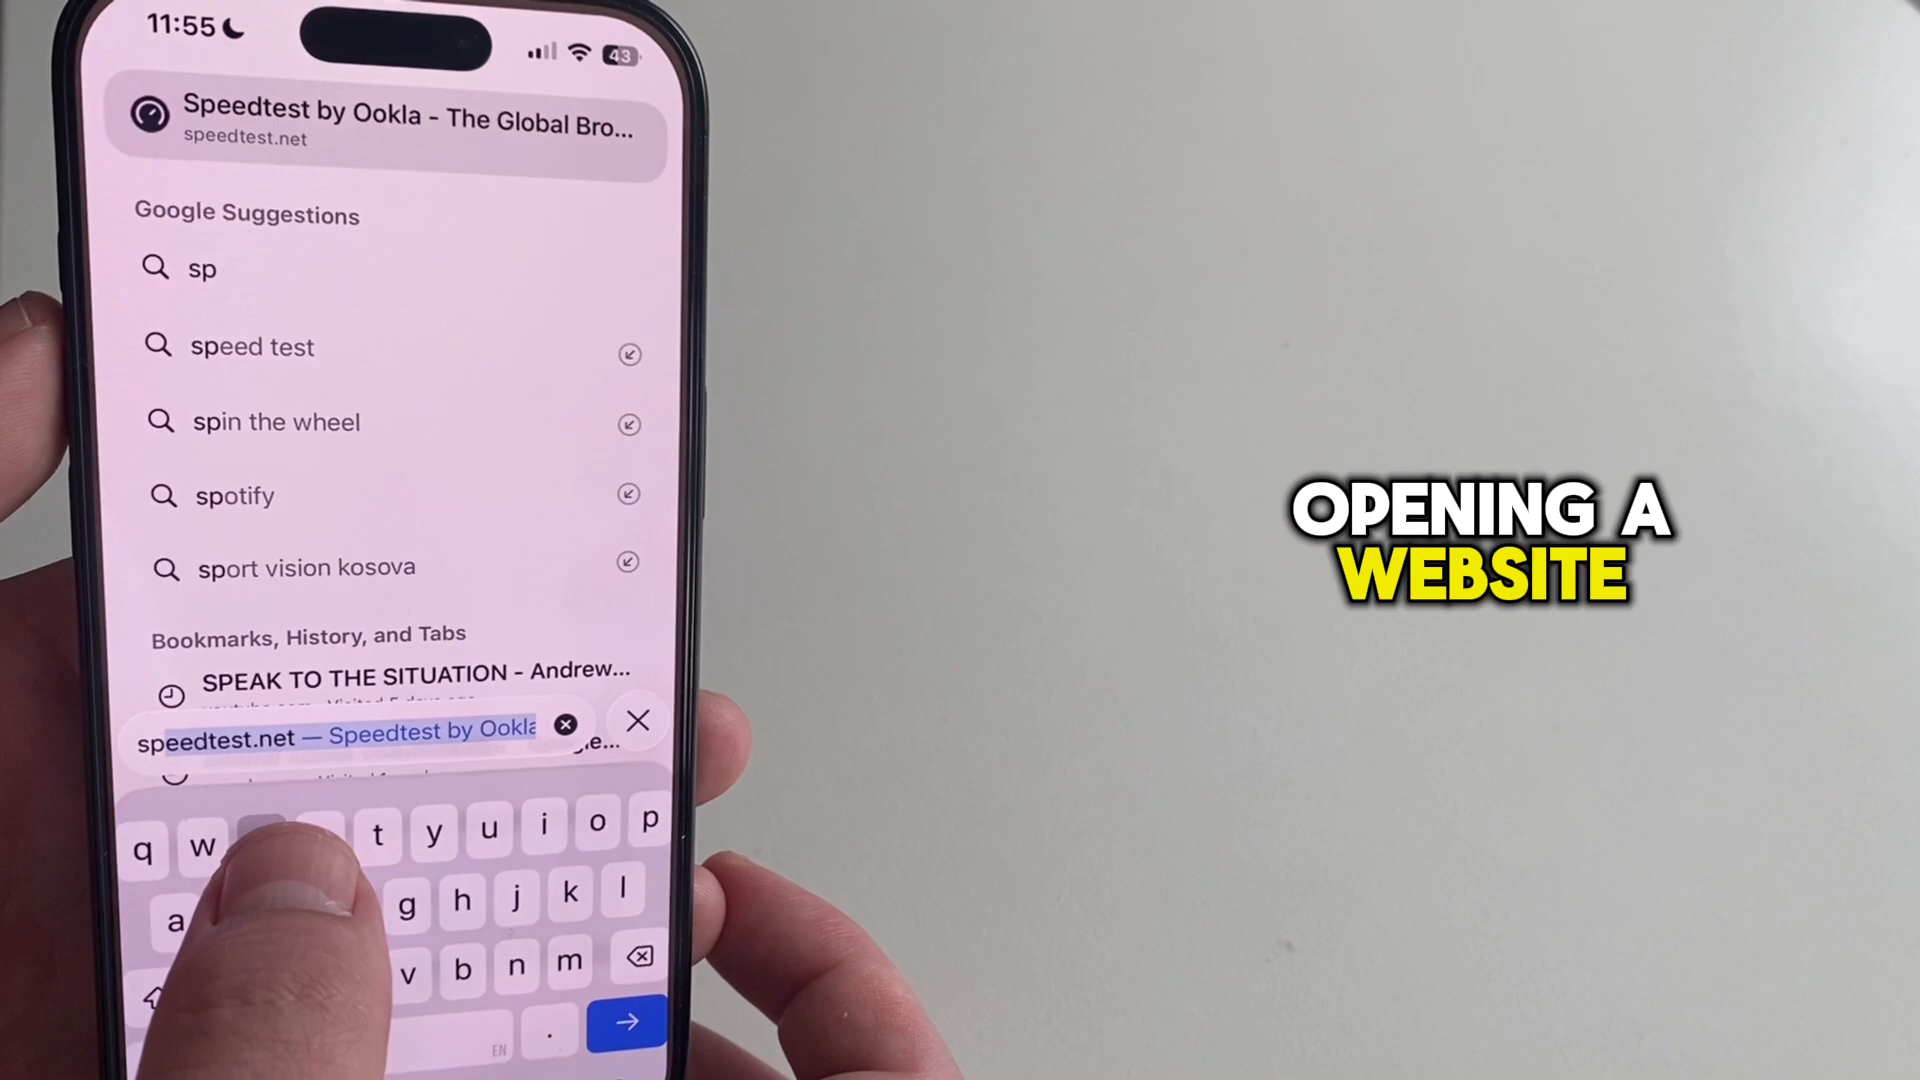 11:55
43
Speedtest by Ookla - The Global Bro...
speedtest.net
Google Suggestions
sp
speed test
spin the wheel
spotify
sport vision kosova
Bookmarks, History, and Tabs
SPEAK TO THE SITUATION - Andrew...
speedtest.net — Speedtest by Ookla
q w t y u i o p
a g h j k l
v b n m
EN .
OPENING A
WEBSITE